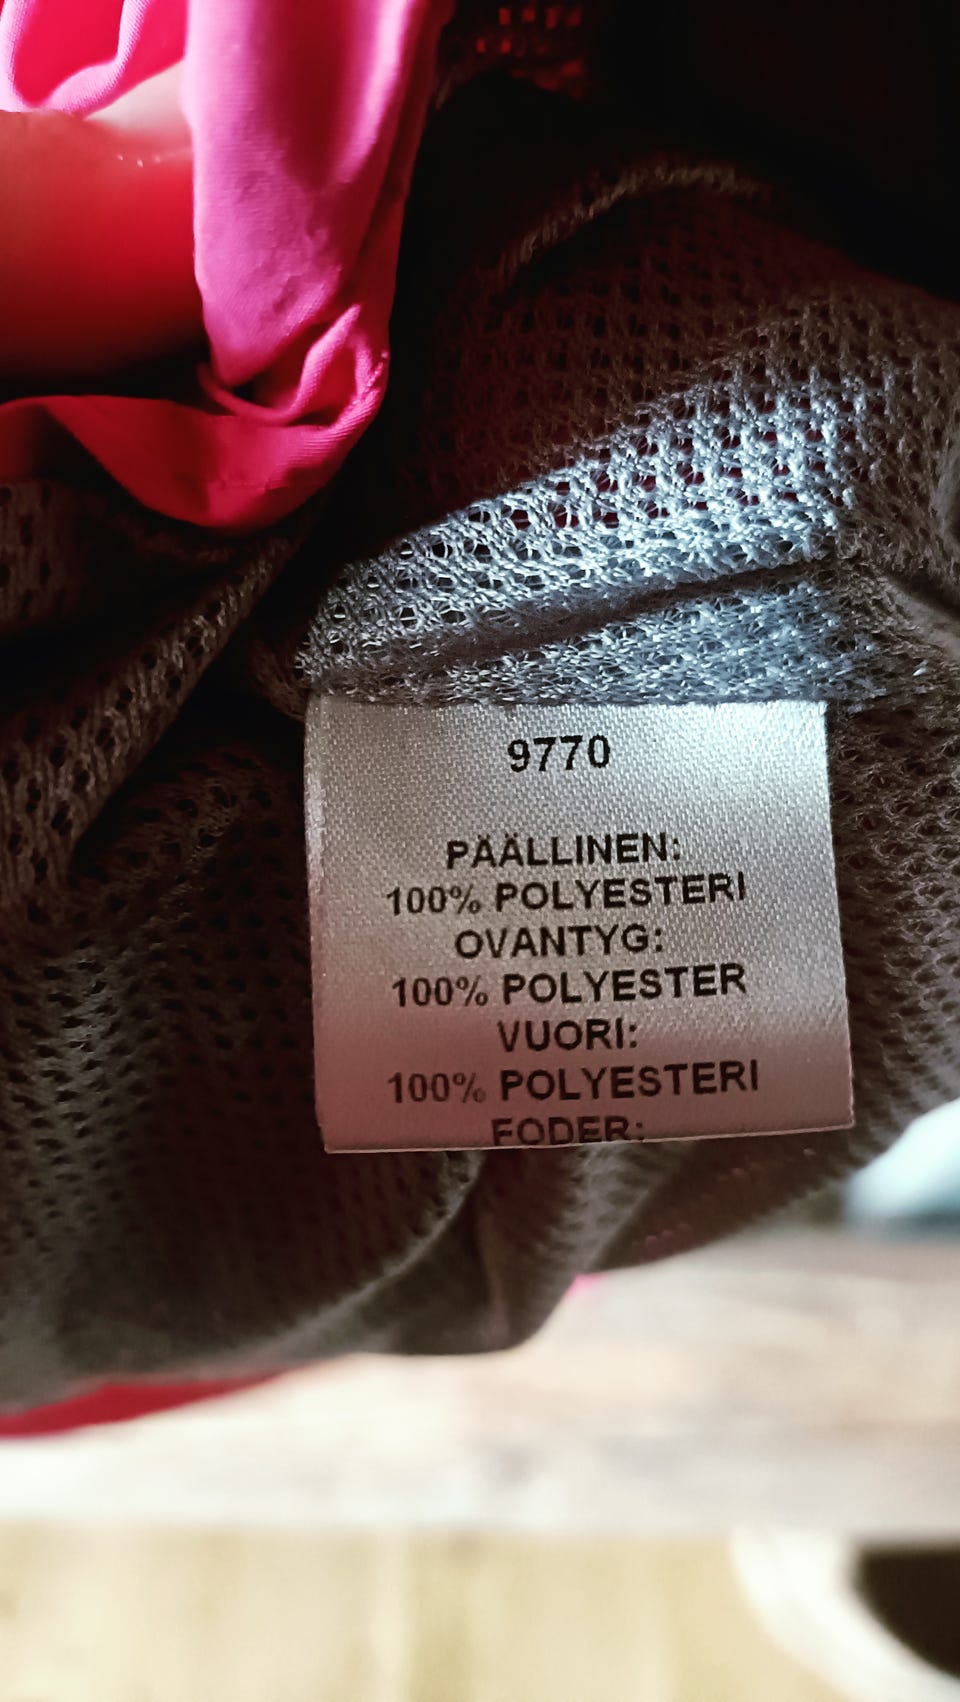 9770
PÄÄLLINEN:
100% POLYESTERI
OVANTYG:
100% POLYESTER
VUORI:
100% POLYESTERI
FODER: